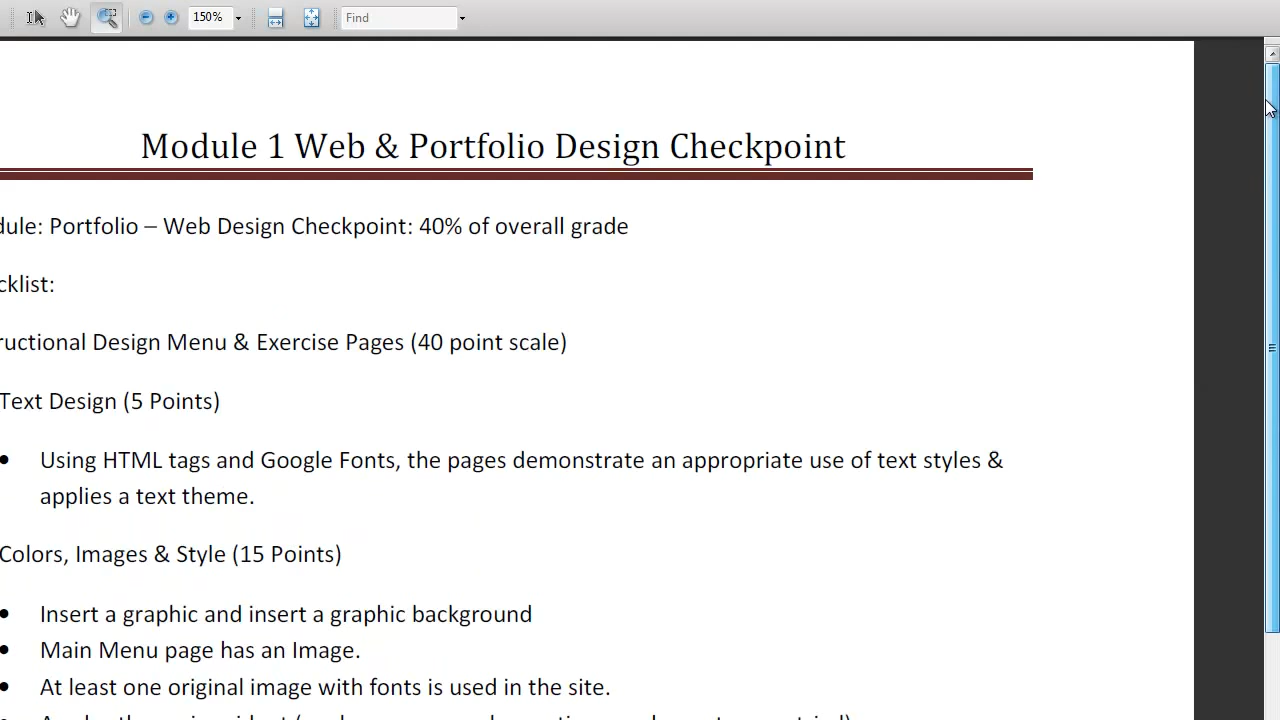 150%
Find
Module 1 Web & Portfolio Design Checkpoint
dule: Portfolio – Web Design Checkpoint: 40% of overall grade
cklist:
ructional Design Menu & Exercise Pages (40 point scale)
Text Design (5 Points)
• Using HTML tags and Google Fonts, the pages demonstrate an appropriate use of text styles &
applies a text theme.
Colors, Images & Style (15 Points)
• Insert a graphic and insert a graphic background
• Main Menu page has an Image.
• At least one original image with fonts is used in the site.